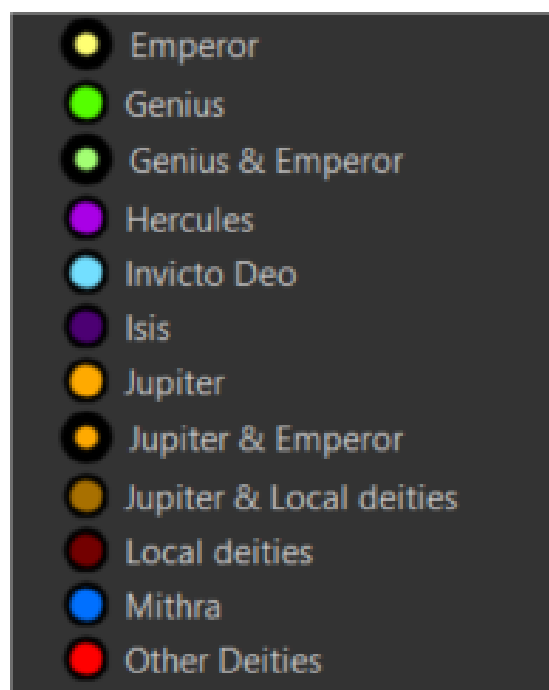 Emperor
Genius
Genius & Emperor
Hercules
Invicto Deo
Isis
Jupiter
Jupiter & Emperor
Jupiter & Local deities
Local deities
Mithra
Other Deities